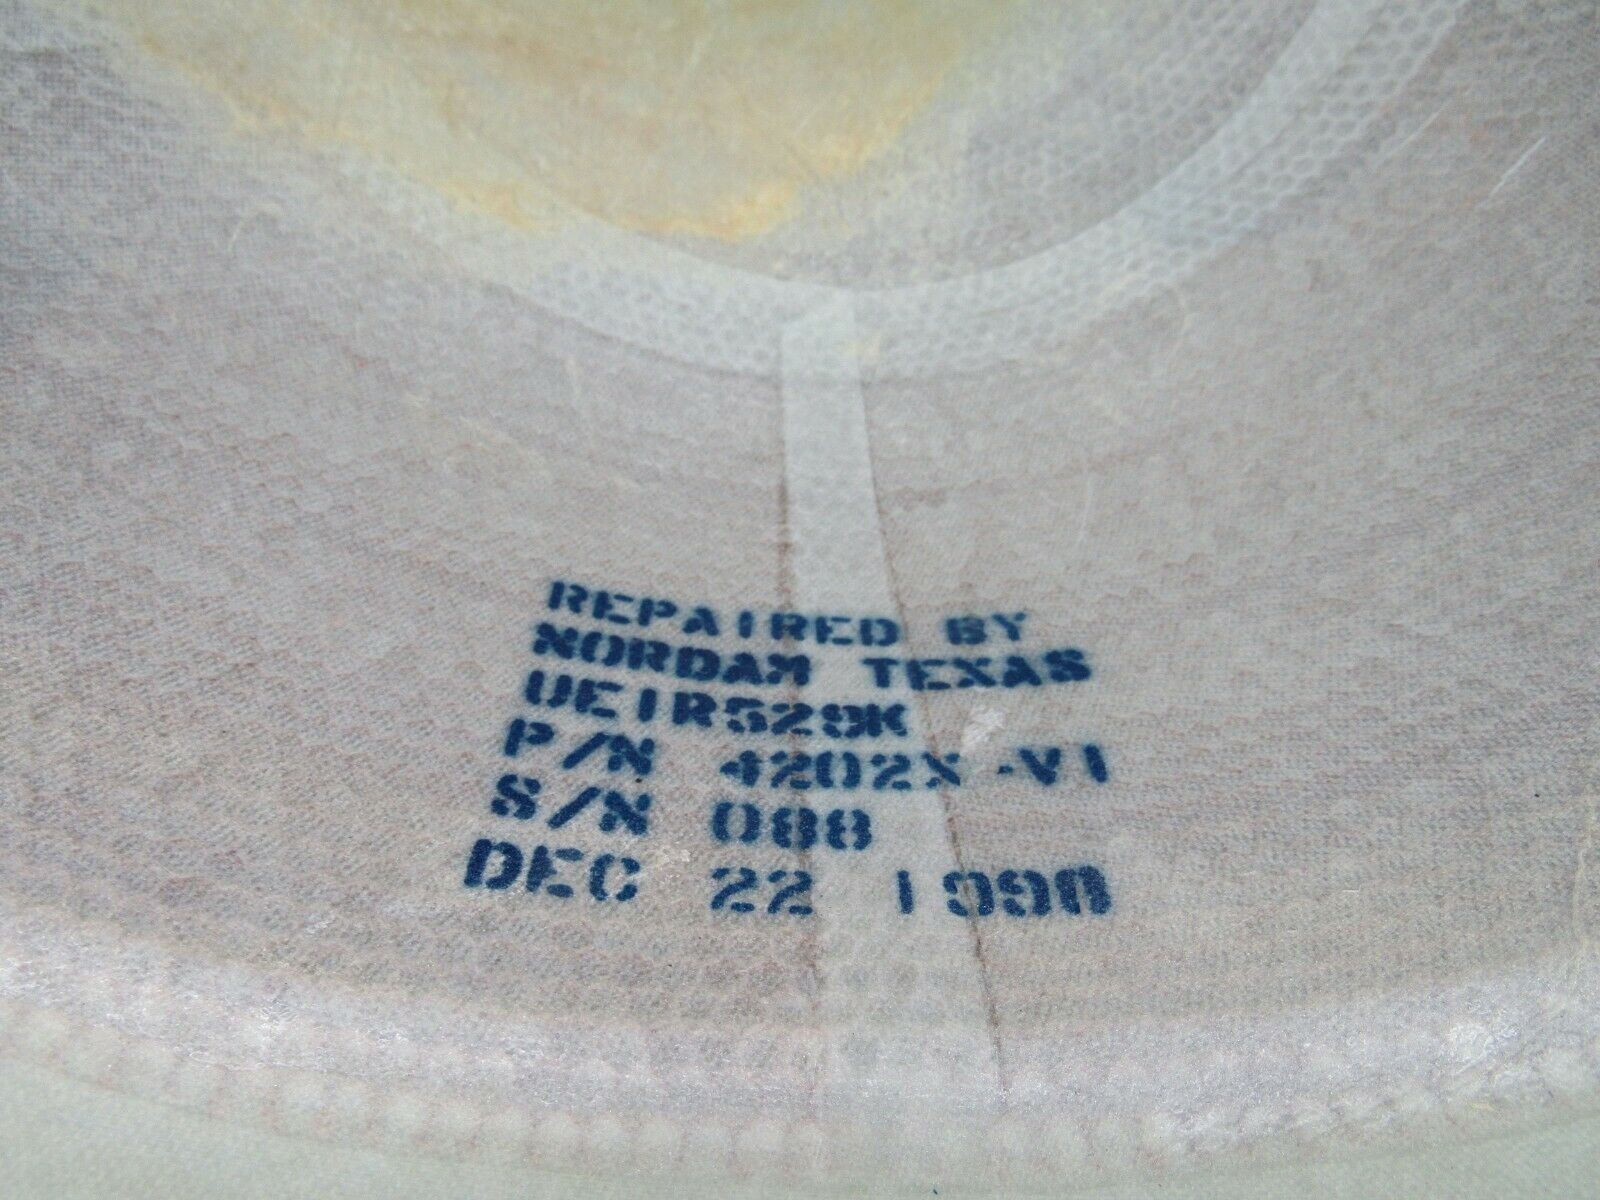 REPAIRED BY
NORDAM TEXAS
UEIR529K
P/N 4202X-V1
S/N 088
DEC 22 1998